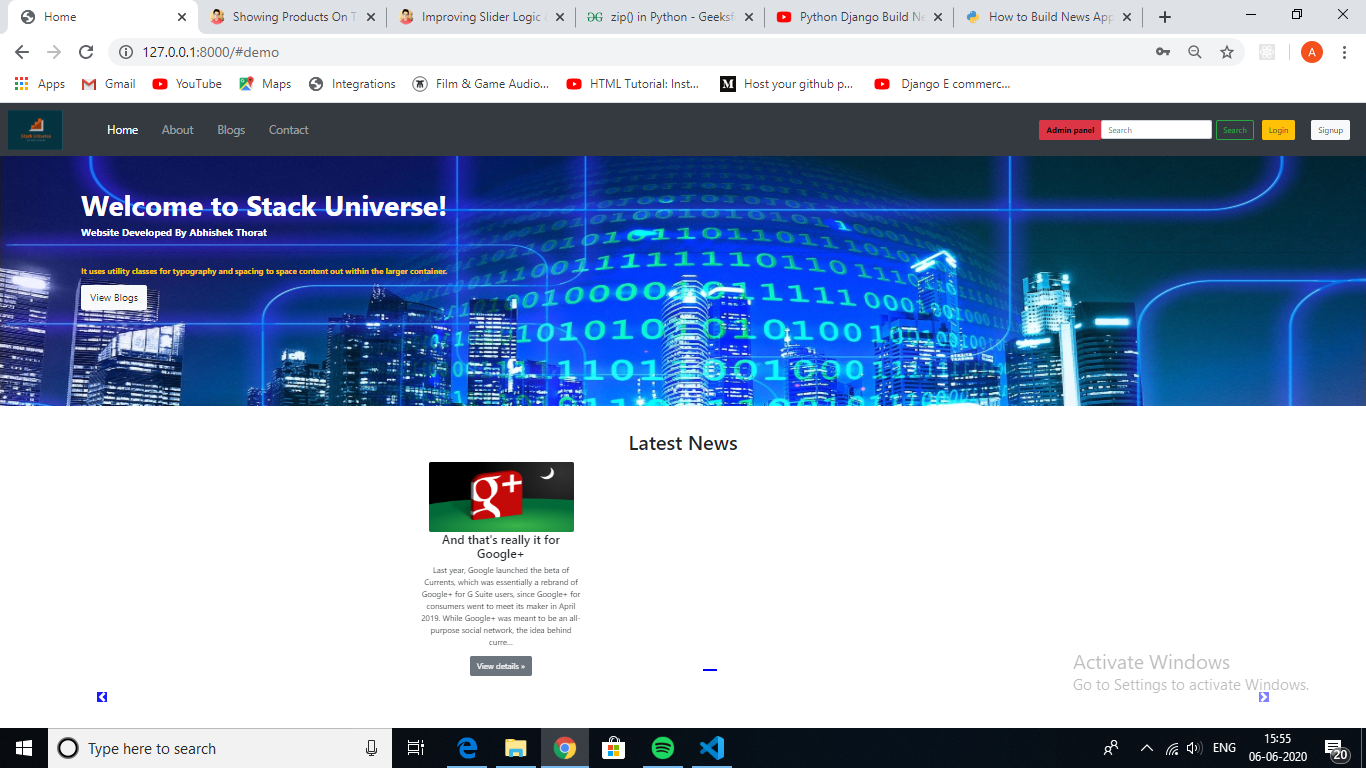 Home
Showing Products On T
Improving Slider Logic
zip() in Python - Geeksf
Python Django Build Ne
How to Build News App
127.0.0.1:8000/#demo
A
Apps
Gmail
YouTube
Maps
Integrations
Film & Game Audio...
HTML Tutorial: Inst...
M
Host your github p...
Django E commerc...
Stack Universe
Home
About
Blogs
Contact
Admin panel
Search
Search
Login
Signup
Welcome to Stack Universe!
Website Developed By Abhishek Thorat
It uses utility classes for typography and spacing to space content out within the larger container.
View Blogs
Latest News
g+
And that's really it for
Google+
Last year, Google launched the beta of
Currents, which was essentially a rebrand of
Google+ for G Suite users, since Google+ for
consumers went to meet its maker in April
2019. While Google+ was meant to be an all-
purpose social network, the idea behind
curre...
View details »
Activate Windows
Go to Settings to activate Windows.
Type here to search
ENG
15:55
06-06-2020
20